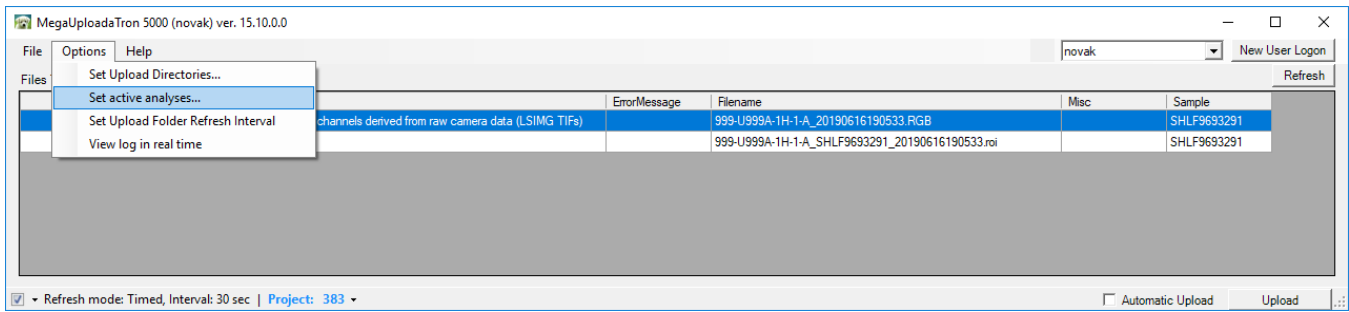 MegaUploadaTron 5000 (novak) ver. 15.10.0.0
File Options Help novak New User Logon
Files Refresh
Set Upload Directories...
Set active analyses...
Set Upload Folder Refresh Interval
View log in real time
ErrorMessage Filename Misc Sample
channels derived from raw camera data (LSIMG TIFs) 999-U999A-1H-1-A_20190616190533.RGB SHLF9693291
999-U999A-1H-1-A_SHLF9693291_20190616190533.roi SHLF9693291
Refresh mode: Timed, Interval: 30 sec | Project: 383 Automatic Upload Upload